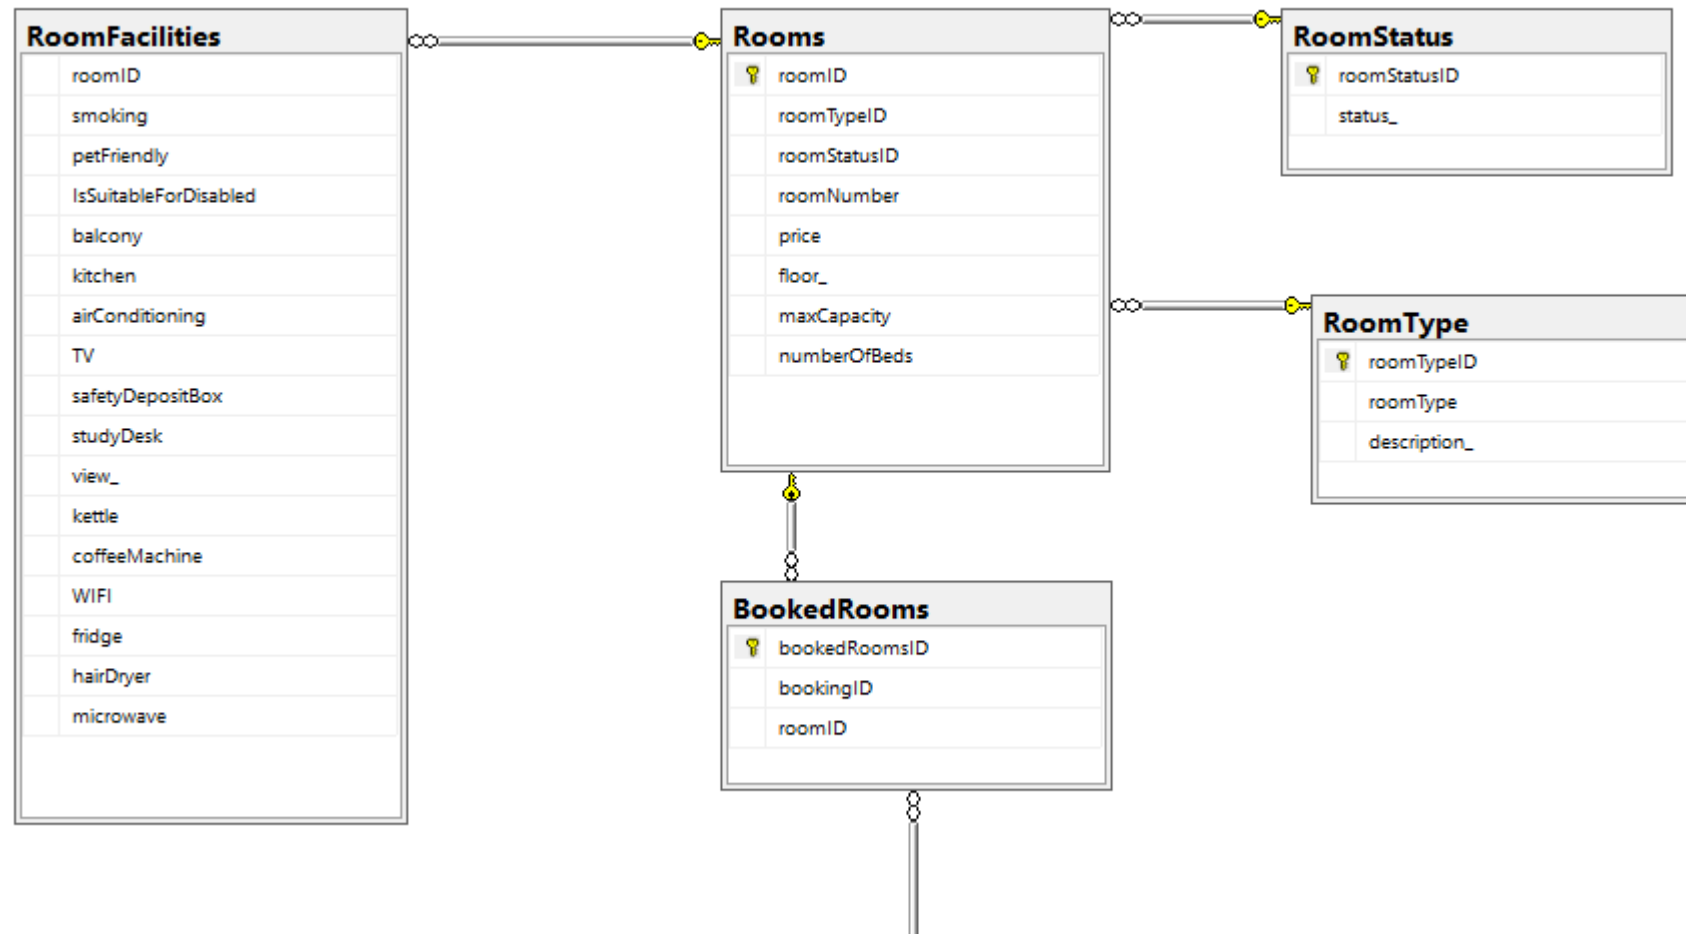 RoomFacilities
roomID
smoking
petFriendly
IsSuitableForDisabled
balcony
kitchen
airConditioning
TV
safetyDepositBox
studyDesk
view_
kettle
coffeeMachine
WIFI
fridge
hairDryer
microwave
Rooms
roomID
roomTypeID
roomStatusID
roomNumber
price
floor_
maxCapacity
numberOfBeds
RoomStatus
roomStatusID
status_
RoomType
roomTypeID
roomType
description_
BookedRooms
bookedRoomsID
bookingID
roomID